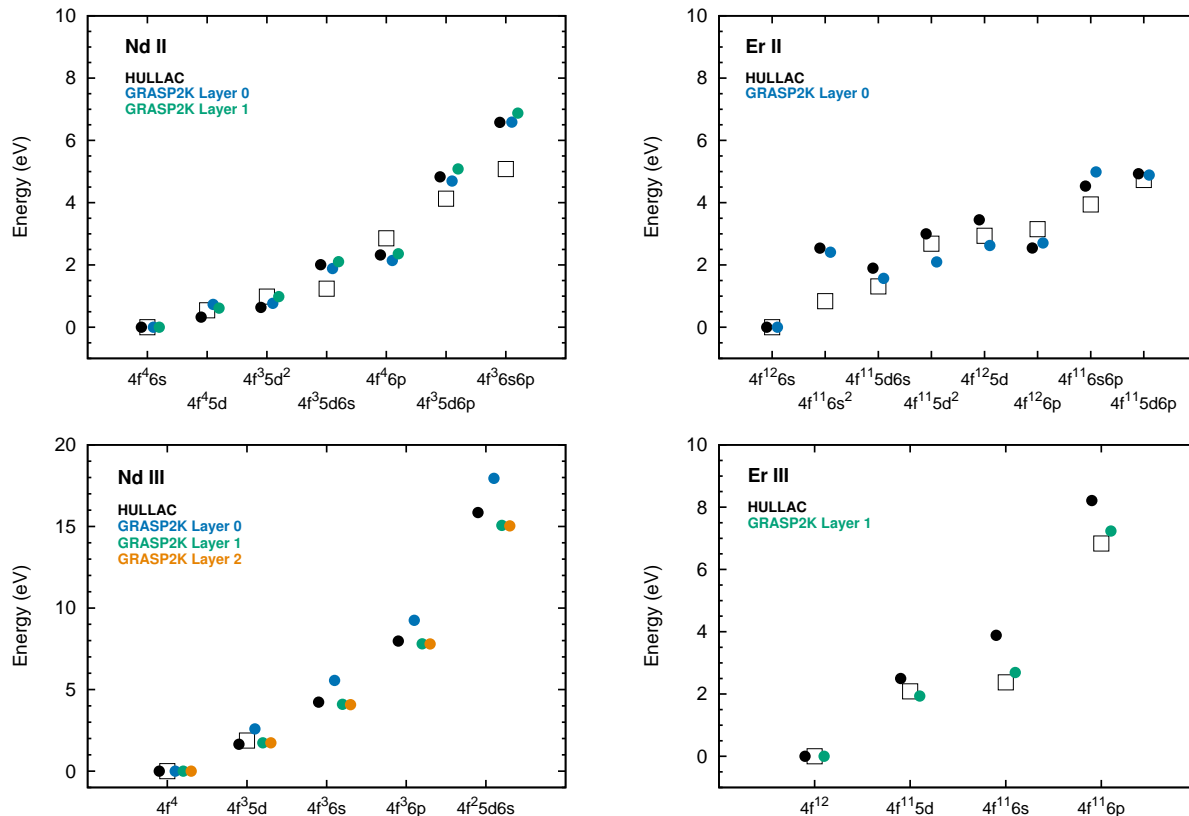 Nd II
HULLAC
GRASP2K Layer 0
GRASP2K Layer 1
Energy (eV)
10
8
6
4
2
0
4f⁴6s
4f⁴5d
4f³5d²
4f³5d6s
4f⁴6p
4f³5d6p
4f³6s6p
Er II
HULLAC
GRASP2K Layer 0
Energy (eV)
10
8
6
4
2
0
4f¹²6s
4f¹¹6s²
4f¹¹5d6s
4f¹¹5d²
4f¹²5d
4f¹²6p
4f¹¹6s6p
4f¹¹5d6p
Nd III
HULLAC
GRASP2K Layer 0
GRASP2K Layer 1
GRASP2K Layer 2
Energy (eV)
20
15
10
5
0
4f⁴
4f³5d
4f³6s
4f³6p
4f²5d6s
Er III
HULLAC
GRASP2K Layer 1
Energy (eV)
10
8
6
4
2
0
4f¹²
4f¹¹5d
4f¹¹6s
4f¹¹6p